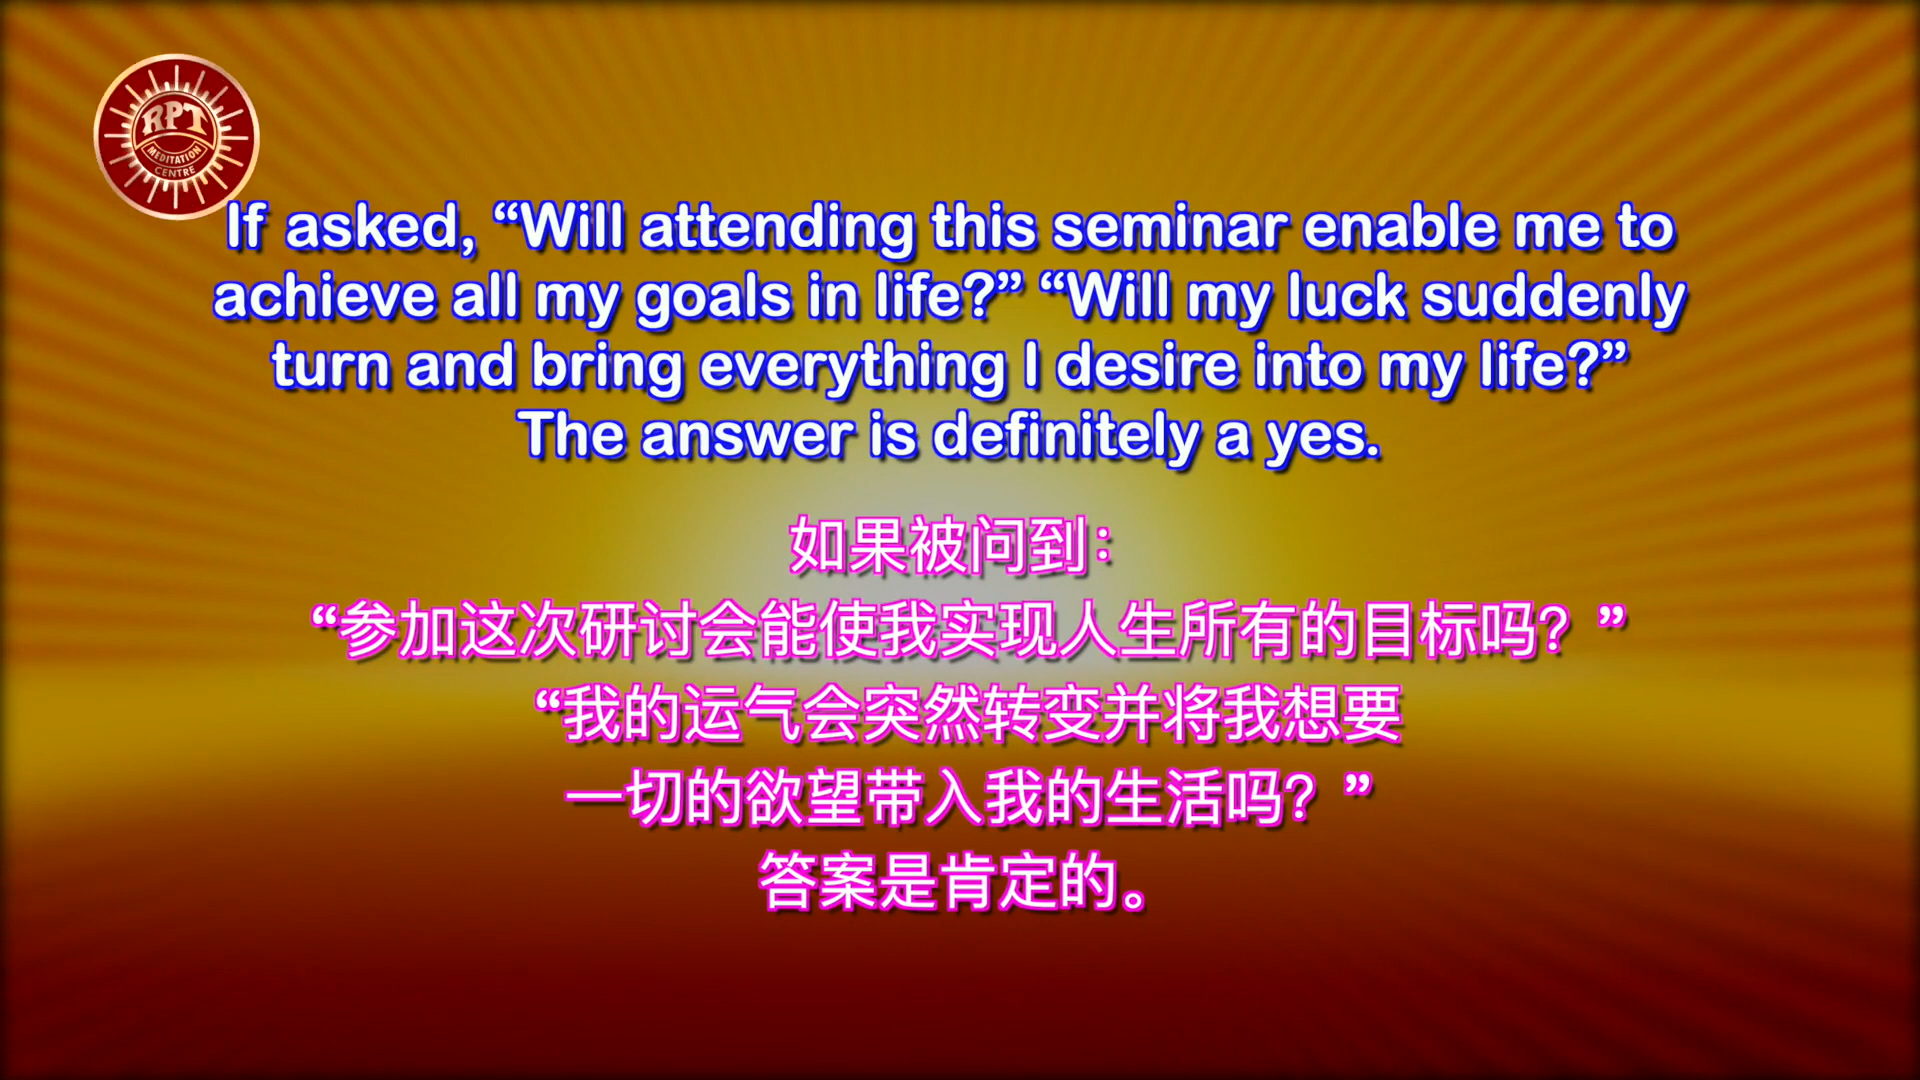 RPT
MEDITATION
CENTRE
If asked, “Will attending this seminar enable me to
achieve all my goals in life?” “Will my luck suddenly
turn and bring everything I desire into my life?”
The answer is definitely a yes.
如果被问到：
“参加这次研讨会能使我实现人生所有的目标吗？”
“我的运气会突然转变并将我想要
一切的欲望带入我的生活吗？”
答案是肯定的。